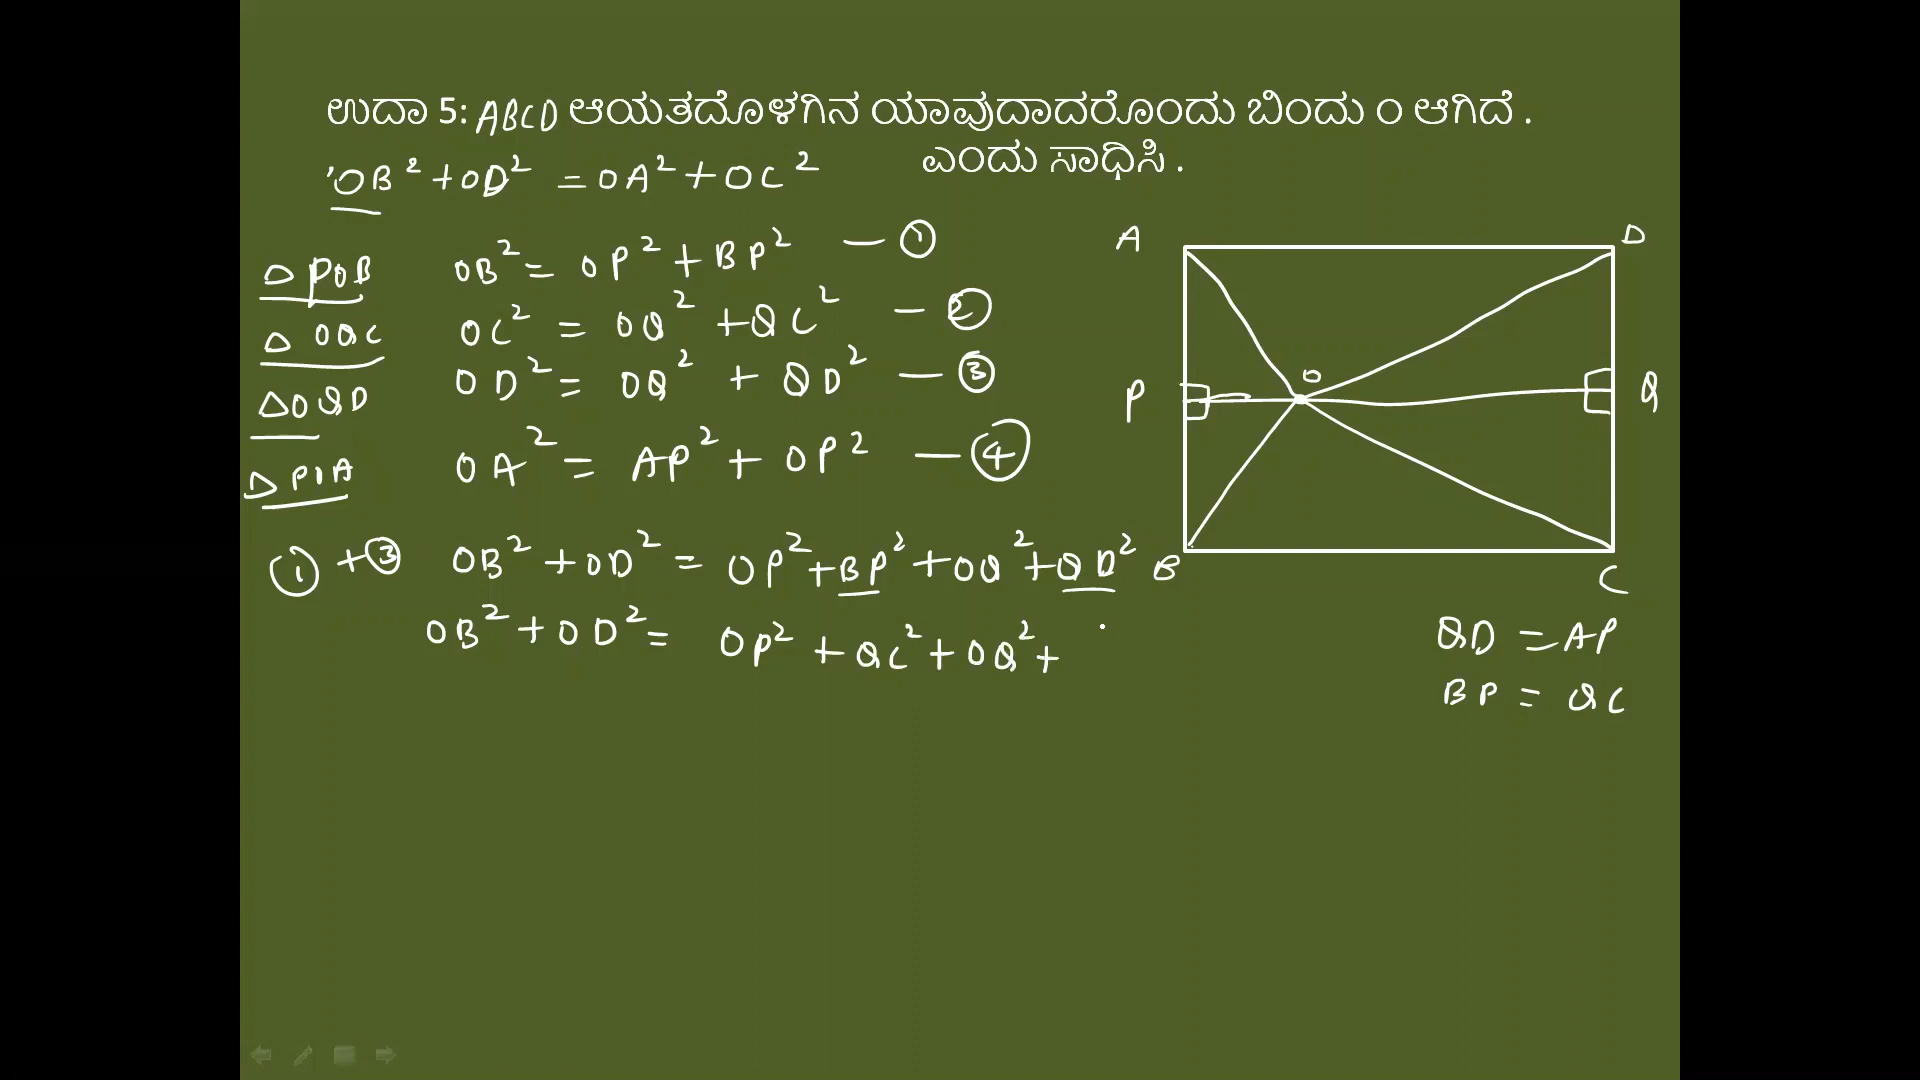 ಉದಾ 5: ABCD ಆಯತದೊಳಗಿನ ಯಾವುದಾದರೊಂದು ಬಿಂದು O ಆಗಿದೆ .
OB² + OD² = OA² + OC² ಎಂದು ಸಾಧಿಸಿ .
△ POB OB² = OP² + BP² — ①
△ OQC OC² = OQ² + QC² — ②
△ OQD OD² = OQ² + QD² — ③
△ POA OA² = AP² + OP² — ④
① + ③ OB² + OD² = OP² + BP² + OQ² + QD²
OB² + OD² = OP² + QC² + OQ² +
A
D
P
O
Q
B
C
QD = AP
BP = QC